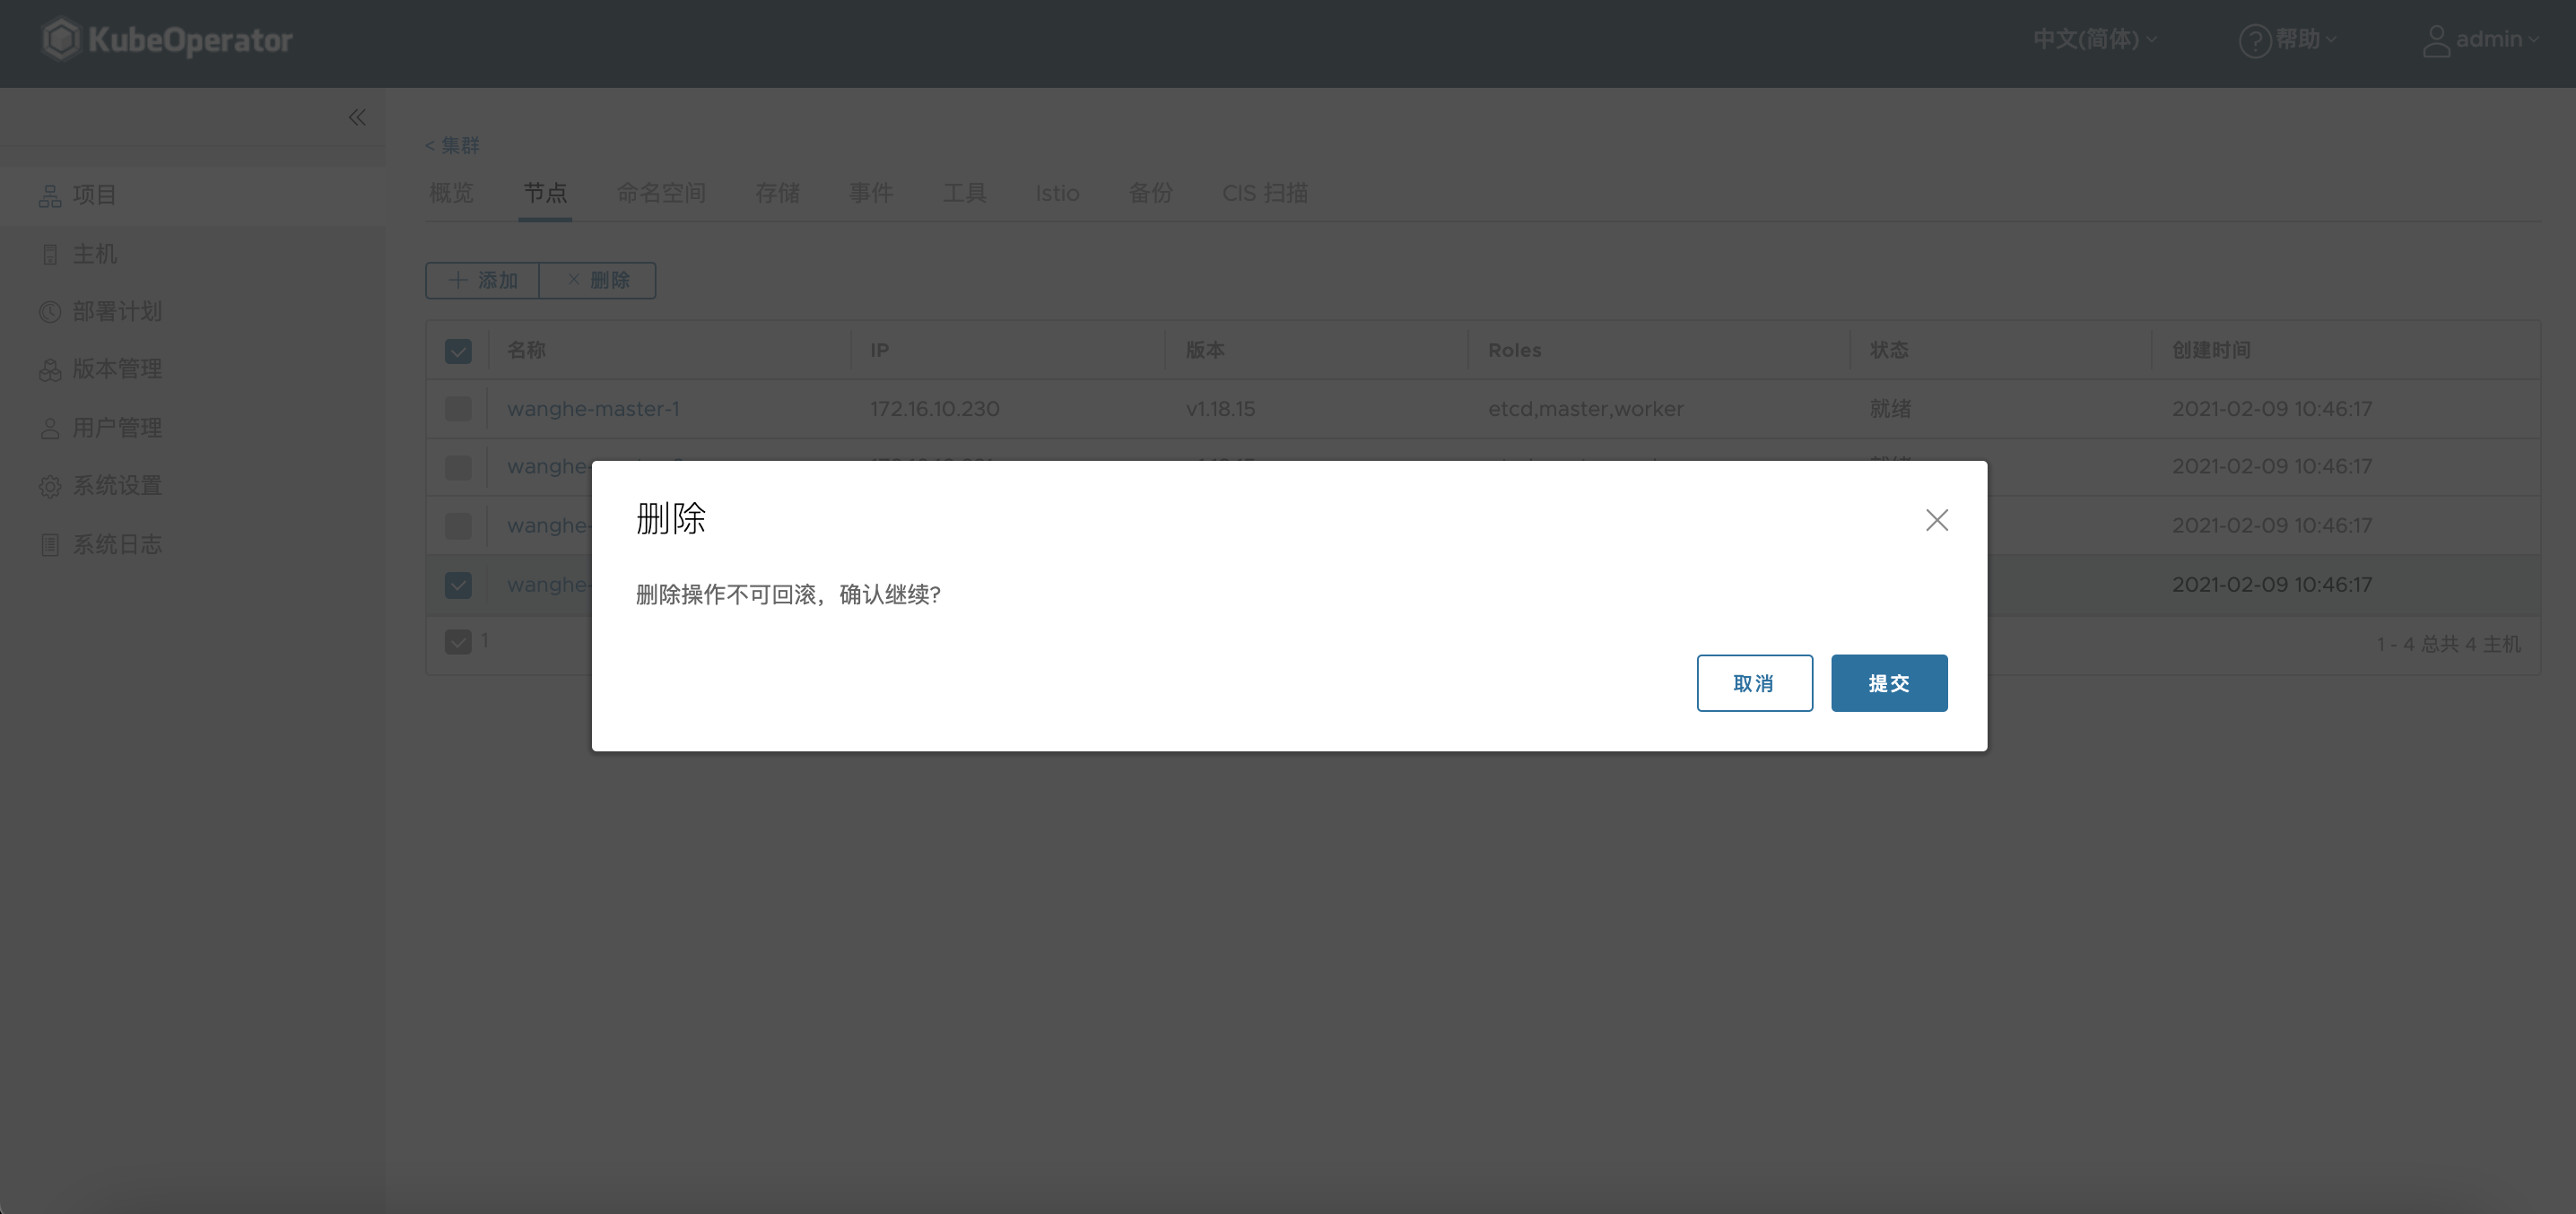 KubeOperator
中文(简体)
帮助
admin
项目
主机
部署计划
版本管理
用户管理
系统设置
系统日志
< 集群
概览 节点 命名空间 存储 事件 工具 Istio 备份 CIS 扫描
添加 删除
名称 IP 版本 Roles 状态 创建时间
wanghe-master-1 172.16.10.230 v1.18.15 etcd,master,worker 就绪 2021-02-09 10:46:17
wanghe- 2021-02-09 10:46:17
wanghe- 2021-02-09 10:46:17
wanghe- 2021-02-09 10:46:17
1
1 - 4 总共 4 主机
删除
删除操作不可回滚，确认继续?
取消 提交